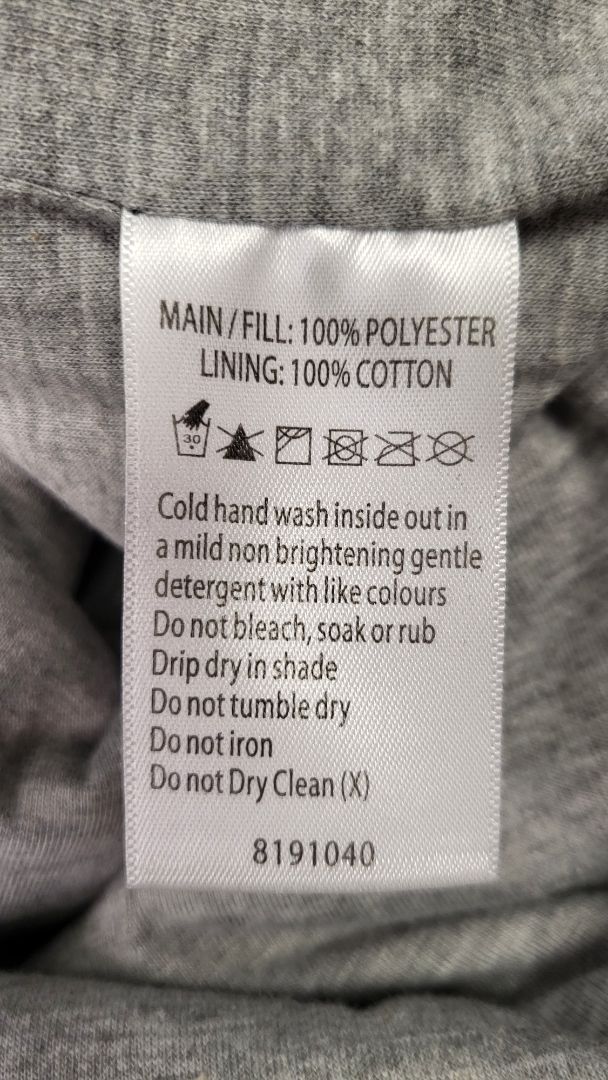 MAIN / FILL: 100% POLYESTER
LINING: 100% COTTON
30
Cold hand wash inside out in
a mild non brightening gentle
detergent with like colours
Do not bleach, soak or rub
Drip dry in shade
Do not tumble dry
Do not iron
Do not Dry Clean (X)
8191040